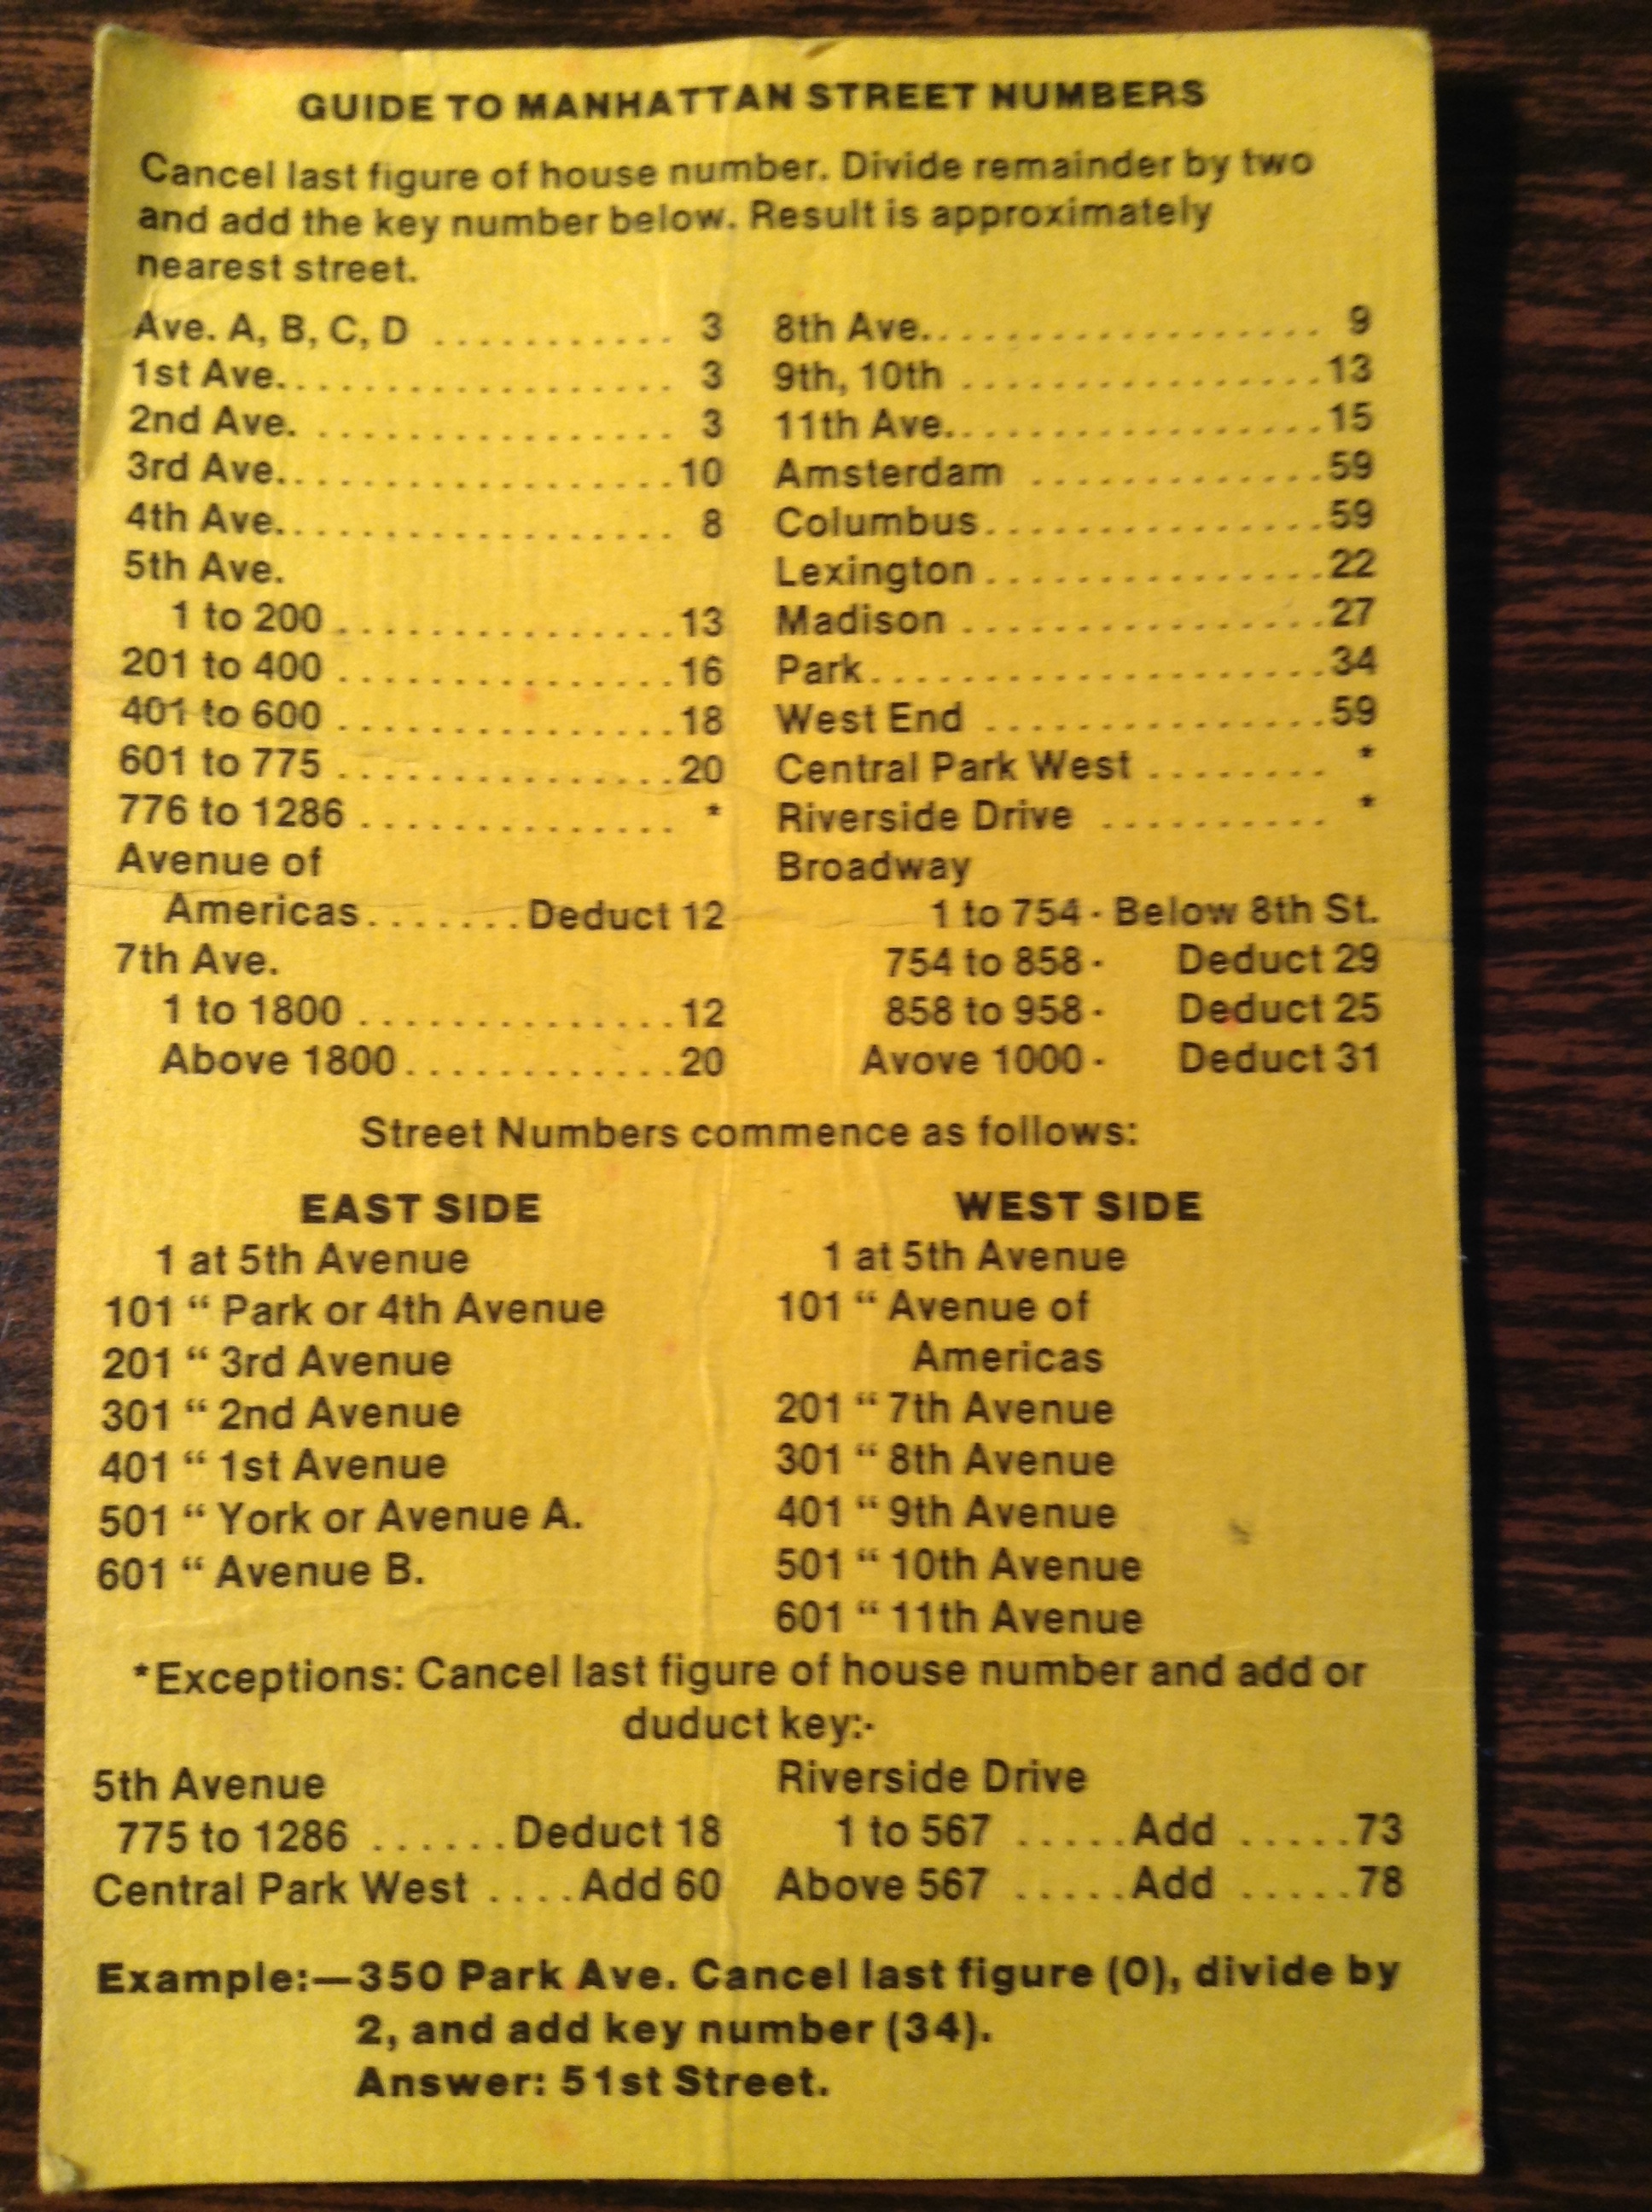 GUIDE TO MANHATTAN STREET NUMBERS
Cancel last figure of house number. Divide remainder by two
and add the key number below. Result is approximately
nearest street.
Ave. A, B, C, D ............ 3
1st Ave.................... 3
2nd Ave. .................. 3
3rd Ave....................10
4th Ave.................... 8
5th Ave.
1 to 200 .................13
201 to 400 .................16
401 to 600 .................18
601 to 775 .................20
776 to 1286 ................ *
Avenue of
Americas........Deduct 12
7th Ave.
1 to 1800 ................12
Above 1800..............20
8th Ave.................... 9
9th, 10th ..................13
11th Ave...................15
Amsterdam ...............59
Columbus.................59
Lexington.................22
Madison ..................27
Park.......................34
West End .................59
Central Park West ......... *
Riverside Drive .......... *
Broadway
1 to 754 - Below 8th St.
754 to 858 - Deduct 29
858 to 958 - Deduct 25
Avove 1000 - Deduct 31
Street Numbers commence as follows:
EAST SIDE
1 at 5th Avenue
101 “ Park or 4th Avenue
201 “ 3rd Avenue
301 “ 2nd Avenue
401 “ 1st Avenue
501 “ York or Avenue A.
601 “ Avenue B.
WEST SIDE
1 at 5th Avenue
101 “ Avenue of
Americas
201 “ 7th Avenue
301 “ 8th Avenue
401 “ 9th Avenue
501 “ 10th Avenue
601 “ 11th Avenue
*Exceptions: Cancel last figure of house number and add or
duduct key:-
5th Avenue
775 to 1286 .......Deduct 18
Central Park West ....Add 60
Riverside Drive
1 to 567 .....Add .....73
Above 567 .....Add .....78
Example:—350 Park Ave. Cancel last figure (0), divide by
2, and add key number (34).
Answer: 51st Street.